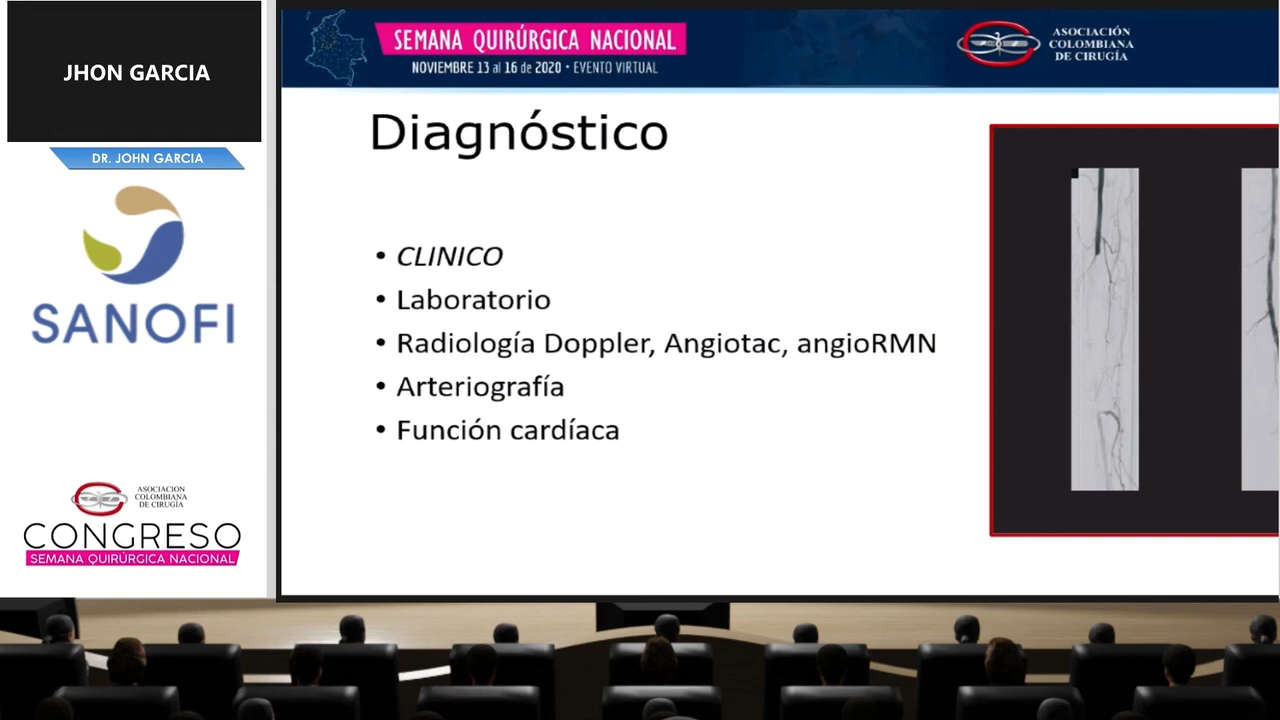 JHON GARCIA
DR. JOHN GARCIA
SANOFI
ASOCIACION
COLOMBIANA
DE CIRUGÍA
CONGRESO
SEMANA QUIRÚRGICA NACIONAL
SEMANA QUIRÚRGICA NACIONAL
NOVIEMBRE 13 al 16 de 2020 • EVENTO VIRTUAL
ASOCIACIÓN
COLOMBIANA
DE CIRUGÍA
Diagnóstico
• CLINICO
• Laboratorio
• Radiología Doppler, Angiotac, angioRMN
• Arteriografía
• Función cardíaca